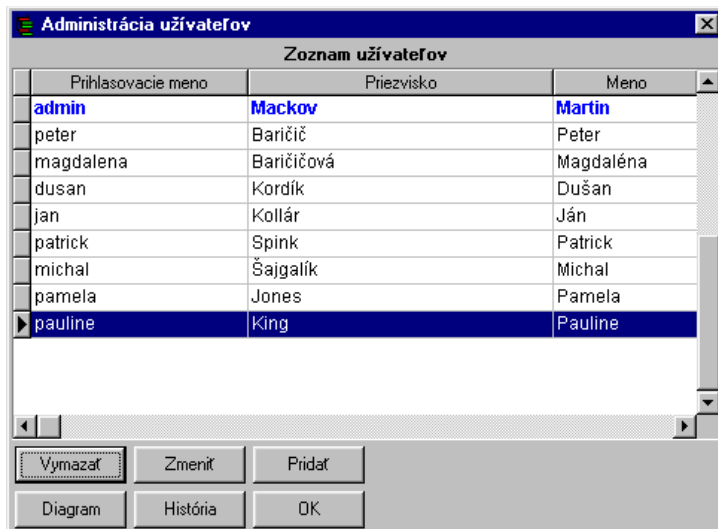 Administrácia užívateľov
Zoznam užívateľov
Prihlasovacie meno Priezvisko Meno
admin Mackov Martin
peter Baričič Peter
magdalena Baričičová Magdaléna
dusan Kordík Dušan
jan Kollár Ján
patrick Spink Patrick
michal Šajgalík Michal
pamela Jones Pamela
pauline King Pauline
Vymazať Zmeniť Pridať
Diagram História OK